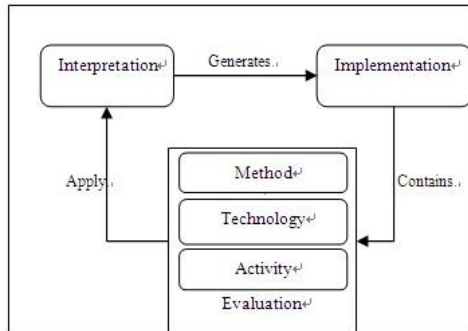 Generates.
Interpretation
Implementation
Apply.
Method
Contains.
Technology
Activity
Evaluation